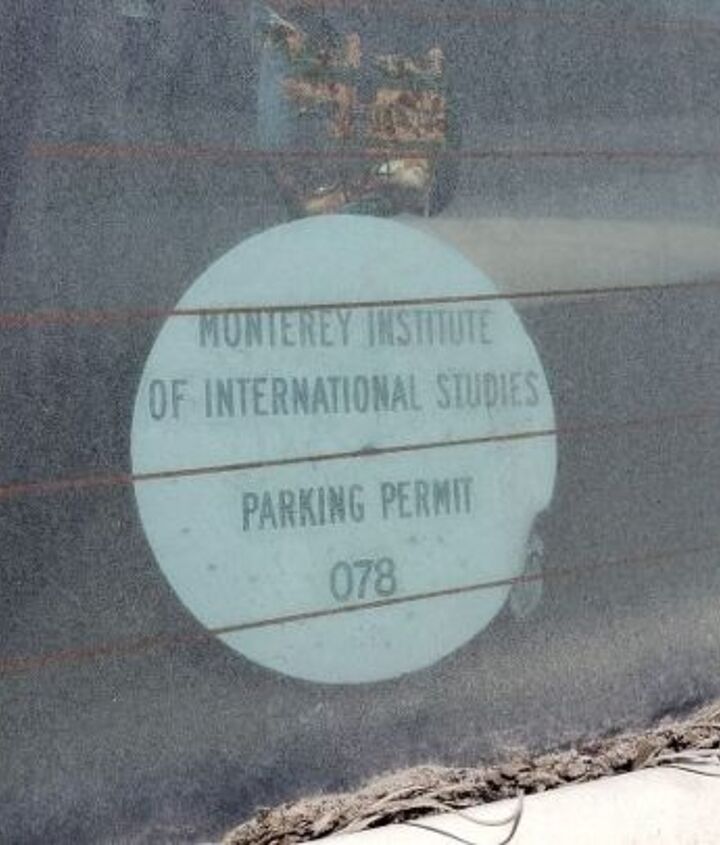 MONTEREY INSTITUTE
OF INTERNATIONAL STUDIES
PARKING PERMIT
078